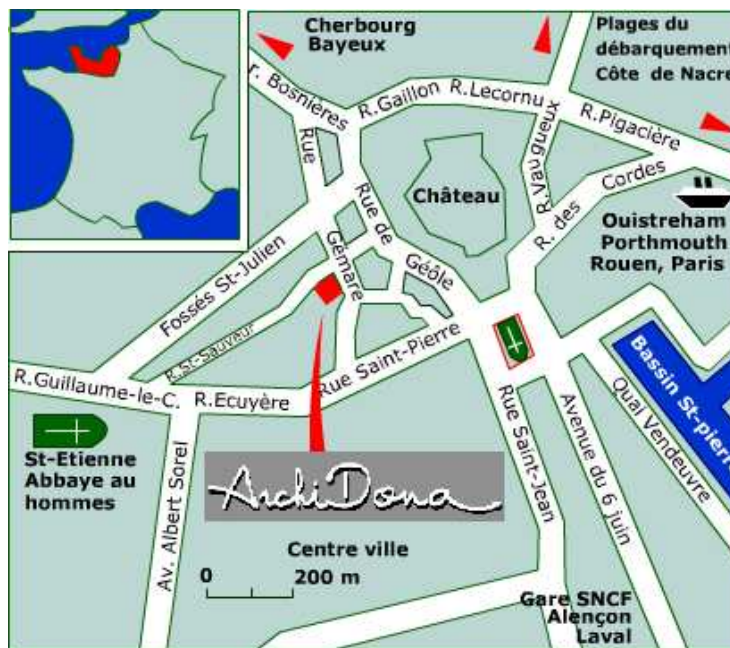 Cherbourg
Bayeux
Plages du
débarquement
Côte de Nacre
r. Bosnières
R.Gaillon
R.Lecornu
R.Pigacière
Rue
R.Vaugueux
Château
Rue de
Géôle
R. des
Cordes
Ouistreham
Porthmouth
Rouen, Paris
Gémare
Fossés St-Julien
R.St-Sauveur
Rue Saint-Pierre
R.Guillaume-le-C.
R.Ecuyère
Bassin St-pierre
Quai Vendeuvre
St-Etienne
Abbaye au
hommes
Av. Albert Sorel
Rue Saint-Jean
Avenue du 6 juin
ArchiDona
Centre ville
0
200 m
Gare SNCF
Alençon
Laval